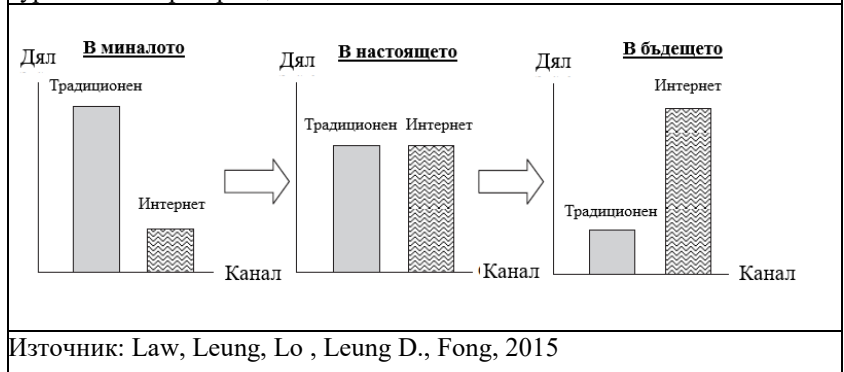 В миналото
Дял
Традиционен
Интернет
Канал
В настоящето
Дял
Традиционен Интернет
Канал
В бъдещето
Дял
Интернет
Традиционен
Канал
Източник: Law, Leung, Lo , Leung D., Fong, 2015